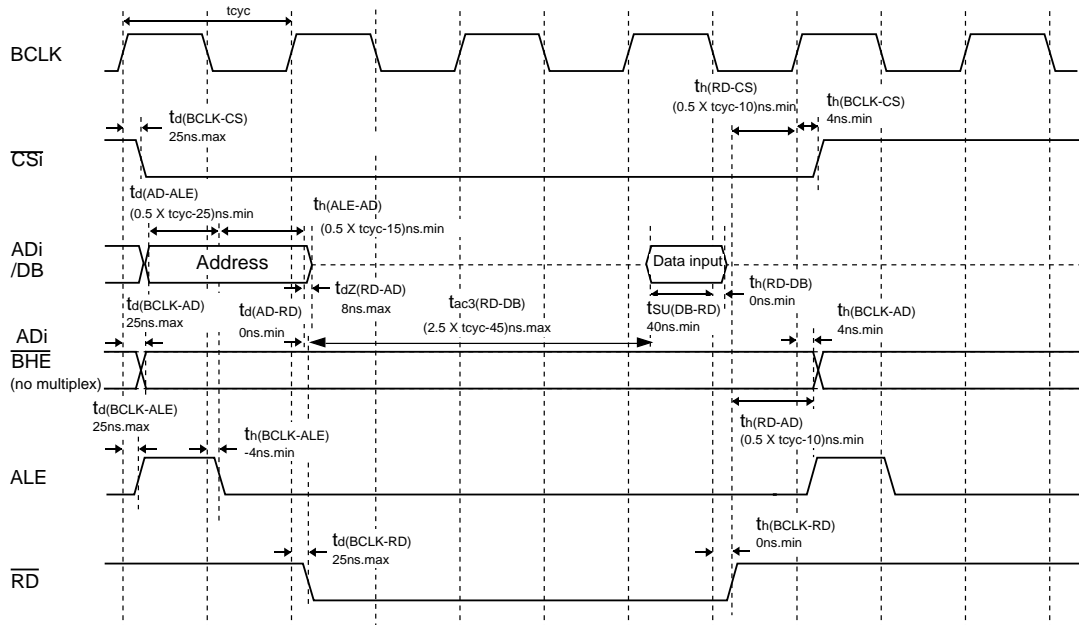 tcyc
BCLK
th(RD-CS)
(0.5 X tcyc-10)ns.min
th(BCLK-CS)
4ns.min
td(BCLK-CS)
25ns.max
CSi
td(AD-ALE)
(0.5 X tcyc-25)ns.min
th(ALE-AD)
(0.5 X tcyc-15)ns.min
ADi
/DB
Address
Data input
td(BCLK-AD)
25ns.max
td(AD-RD)
0ns.min
tdZ(RD-AD)
8ns.max
tac3(RD-DB)
(2.5 X tcyc-45)ns.max
tSU(DB-RD)
40ns.min
th(RD-DB)
0ns.min
th(BCLK-AD)
4ns.min
ADi
BHE
(no multiplex)
td(BCLK-ALE)
25ns.max
th(BCLK-ALE)
-4ns.min
th(RD-AD)
(0.5 X tcyc-10)ns.min
ALE
td(BCLK-RD)
25ns.max
th(BCLK-RD)
0ns.min
RD